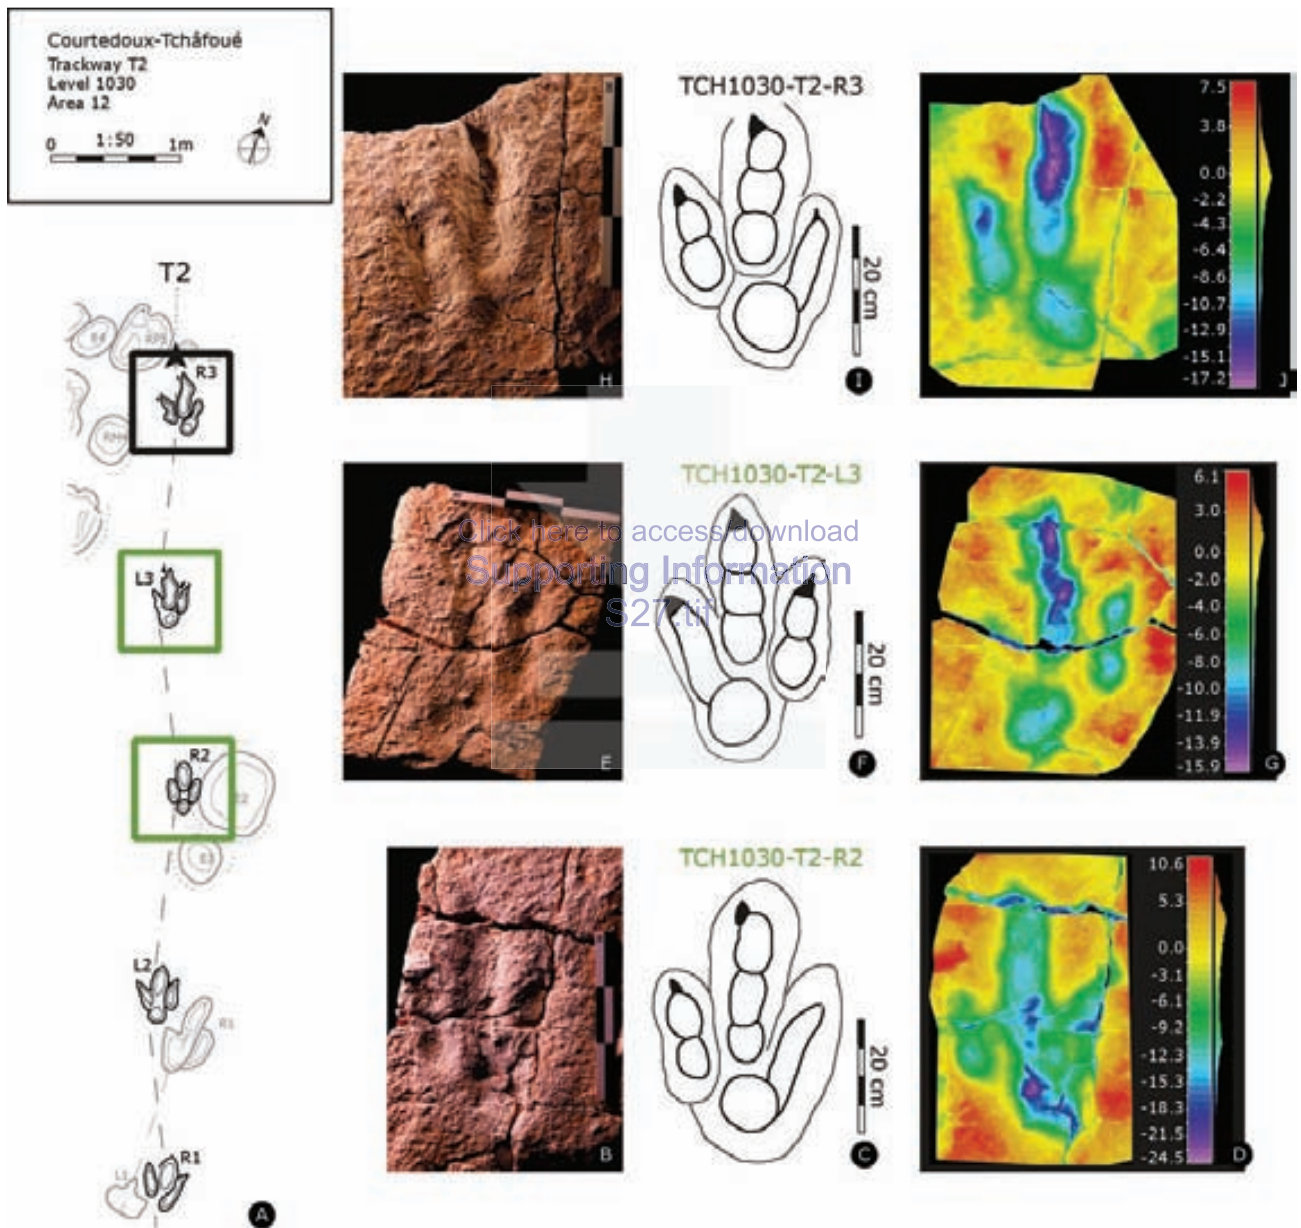 Courtedoux-Tchâfoué
Trackway T2
Level 1030
Area 12
0 1:50 1m
N
T2
R3
L3
R2
L2
R1
R1
A
H
TCH1030-T2-R3
20 cm
I
7.5
3.8
0.0
-2.2
-4.3
-6.4
-8.6
-10.7
-12.9
-15.1
-17.2
J
E
TCH1030-T2-L3
20 cm
F
6.1
3.0
0.0
-2.0
-4.0
-6.0
-8.0
-10.0
-11.9
-13.9
-15.9
G
Click here to access/download
Supporting Information
S27.tif
B
TCH1030-T2-R2
20 cm
C
10.6
5.3
0.0
-3.1
-6.1
-9.2
-12.3
-15.3
-18.3
-21.5
-24.5
D